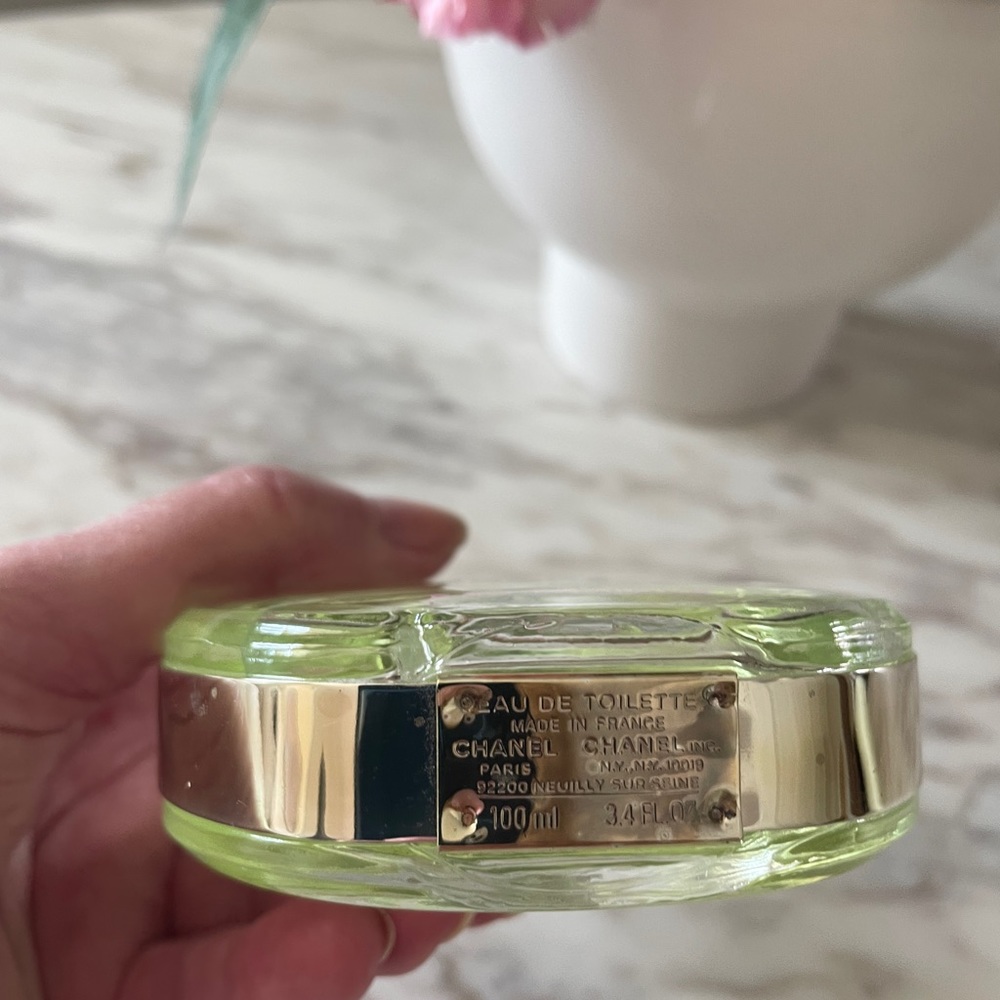 EAU DE TOILETTE
MADE IN FRANCE
CHANEL CHANEL INC.
PARIS N.Y., N.Y. 10019
92200 NEUILLY SUR SEINE
100 ml 3.4 FL. OZ.